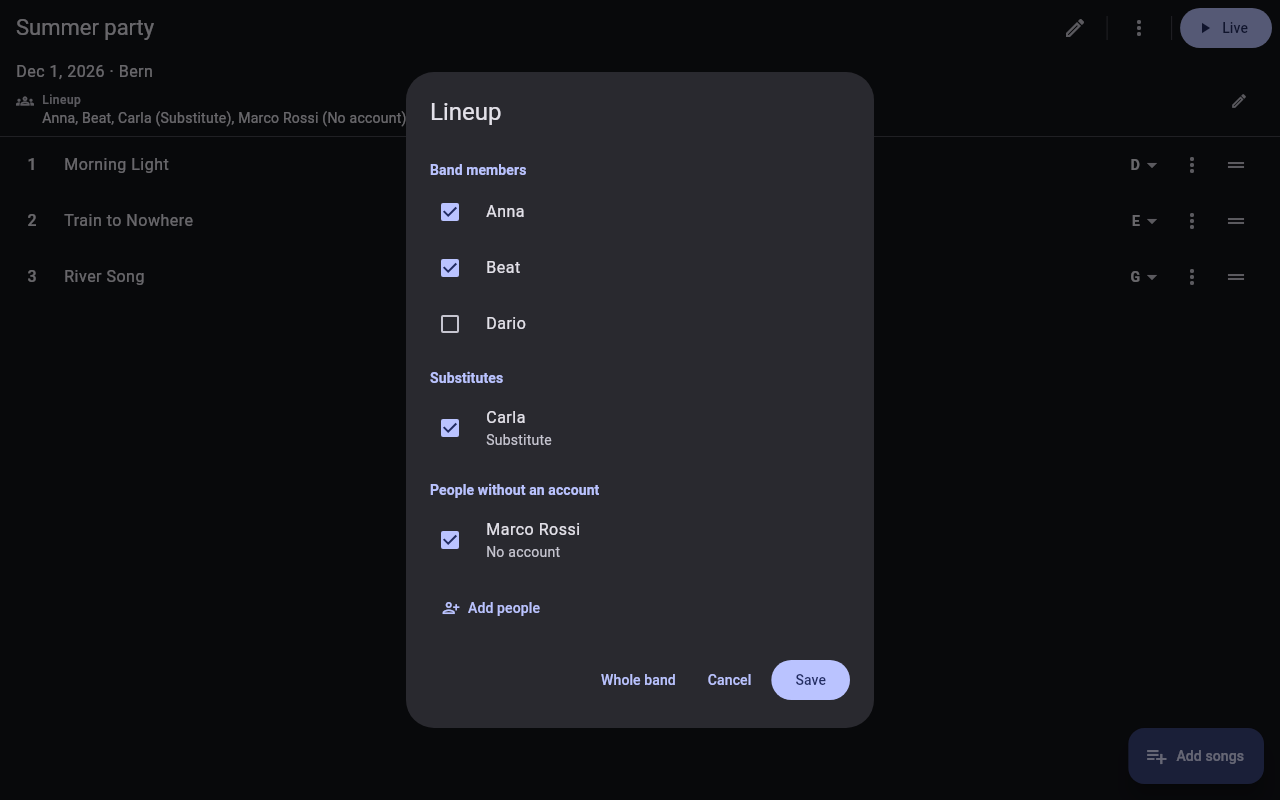 Summer party
Live
Dec 1, 2026 · Bern
Lineup
Anna, Beat, Carla (Substitute), Marco Rossi (No account)
1 Morning Light D
2 Train to Nowhere E
3 River Song G
Lineup
Band members
Anna
Beat
Dario
Substitutes
Carla
Substitute
People without an account
Marco Rossi
No account
Add people
Whole band Cancel Save
Add songs